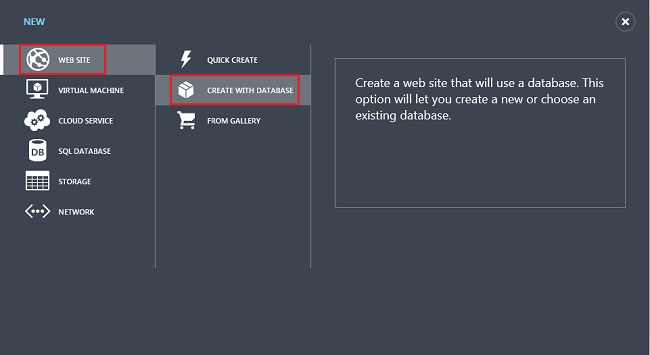 NEW
WEB SITE
VIRTUAL MACHINE
CLOUD SERVICE
DB
SQL DATABASE
STORAGE
NETWORK
QUICK CREATE
CREATE WITH DATABASE
FROM GALLERY
Create a web site that will use a database. This
option will let you create a new or choose an
existing database.